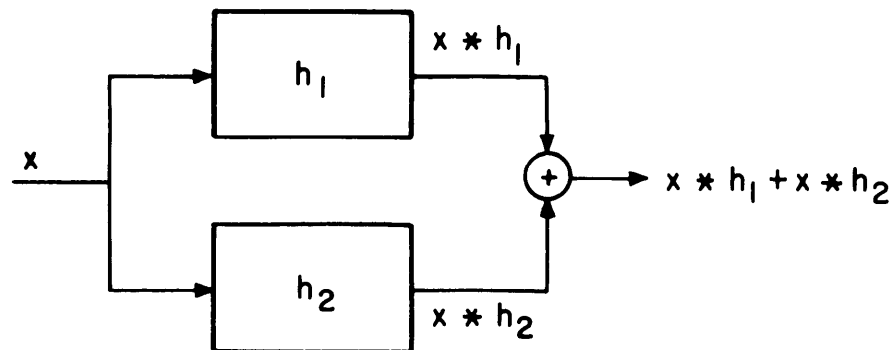 x * h₁
h₁
x
+
x * h₁ + x * h₂
h₂
x * h₂